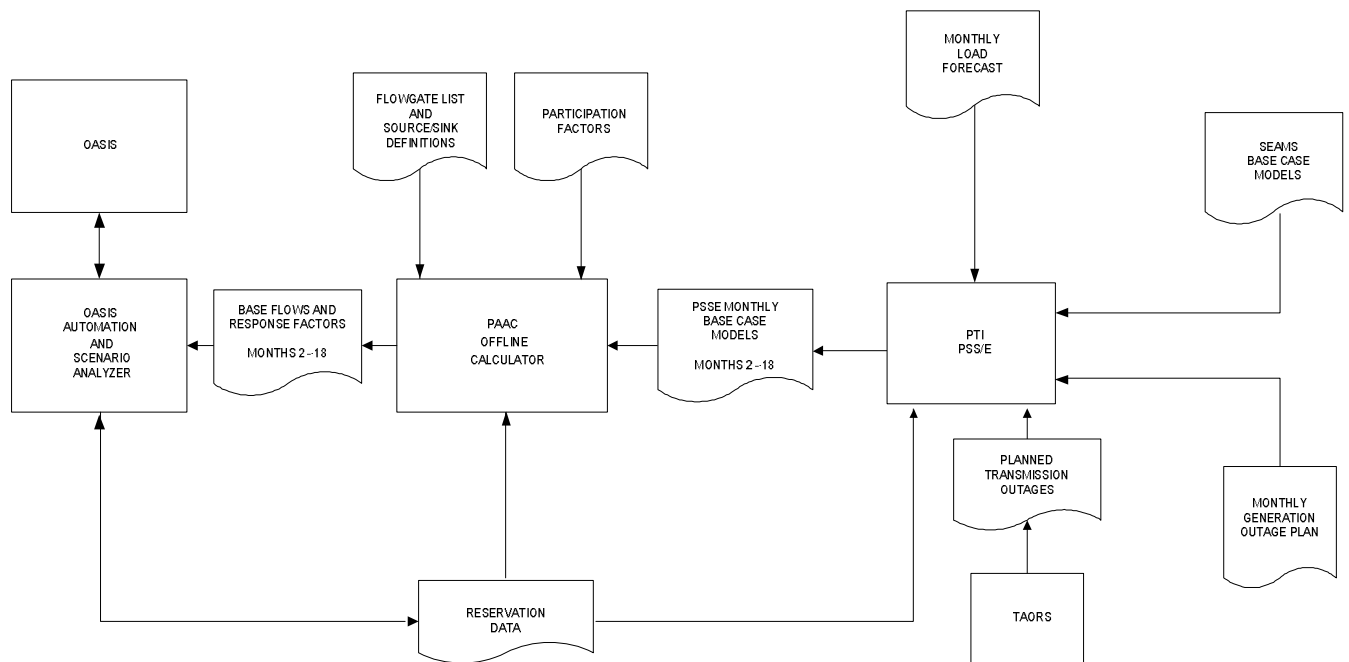 MONTHLY
LOAD
FORECAST
FLOWGATE LIST
AND
SOURCE/SINK
DEFINITIONS
PARTICIPATION
FACTORS
OASIS
SEAMS
BASE CASE
MODELS
OASIS
AUTOMATION
AND
SCENARIO
ANALYZER
BASE FLOWS AND
RESPONSE FACTORS
MONTHS 2--18
PAAC
OFFLINE
CALCULATOR
PSSE MONTHLY
BASE CASE
MODELS
MONTHS 2--18
PTI
PSS/E
PLANNED
TRANSMISSION
OUTAGES
MONTHLY
GENERATION
OUTAGE PLAN
RESERVATION
DATA
TAORS